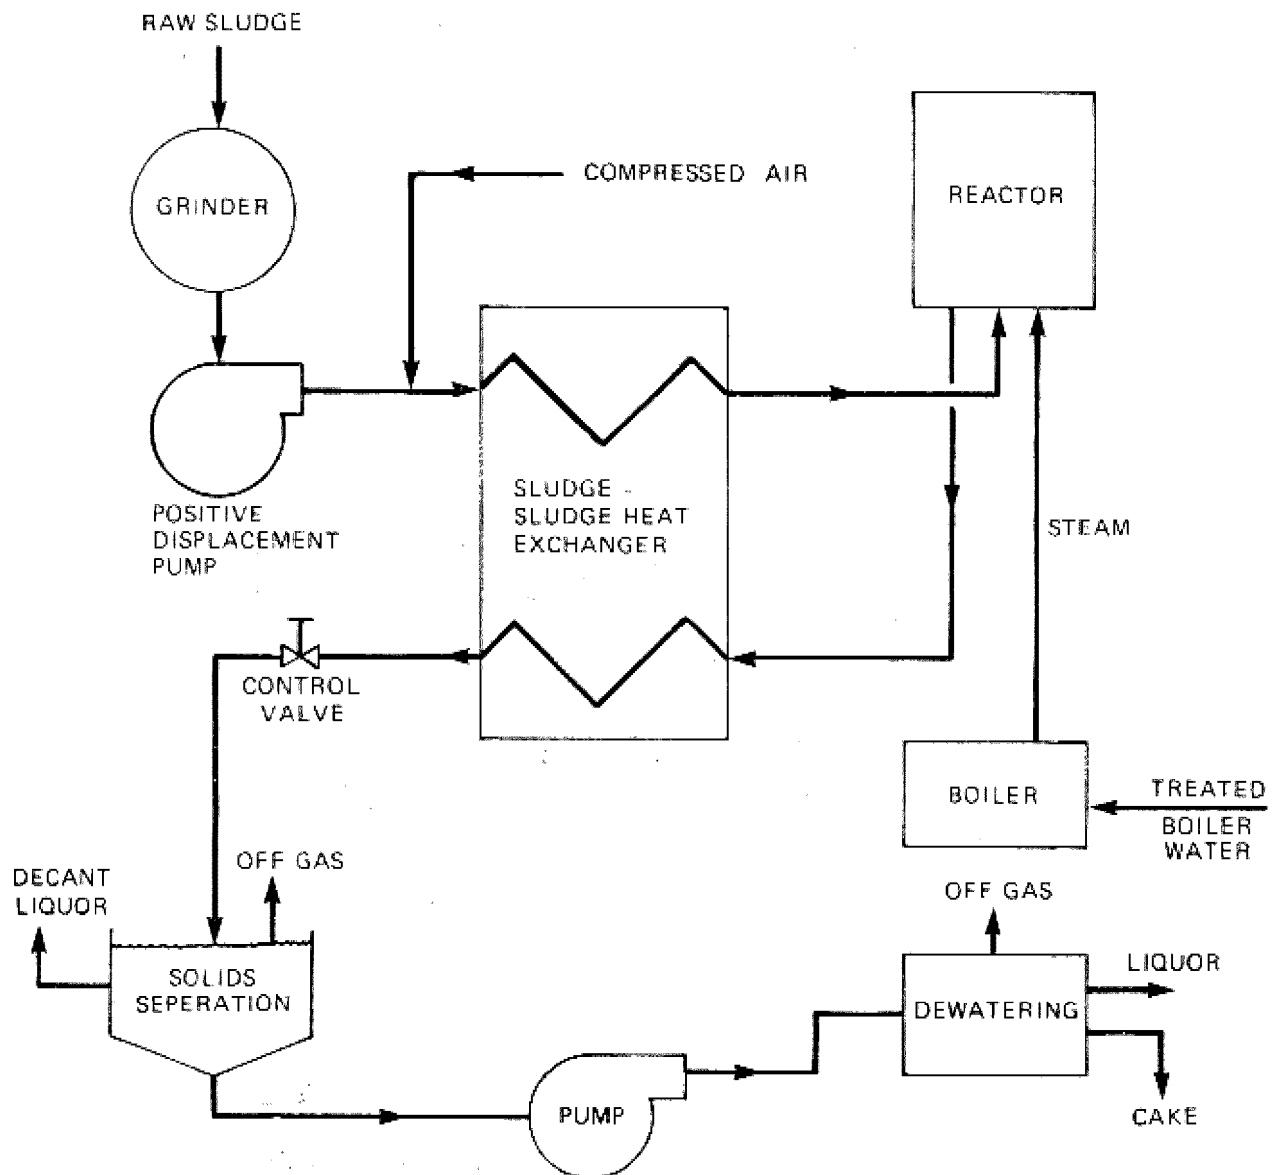 RAW SLUDGE
GRINDER
COMPRESSED AIR
REACTOR
POSITIVE
DISPLACEMENT
PUMP
SLUDGE -
SLUDGE HEAT
EXCHANGER
STEAM
CONTROL
VALVE
BOILER
TREATED
BOILER
WATER
DECANT
LIQUOR
OFF GAS
SOLIDS
SEPERATION
OFF GAS
LIQUOR
DEWATERING
CAKE
PUMP